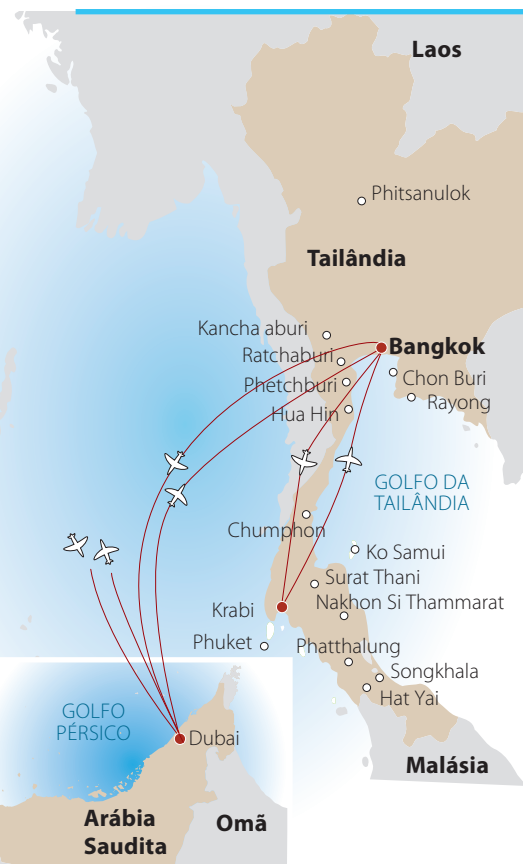 Laos
Phitsanulok
Tailândia
Kancha aburi
Bangkok
Ratchaburi
Chon Buri
Phetchburi
Rayong
Hua Hin
GOLFO DA
TAILÂNDIA
Chumphon
Ko Samui
Surat Thani
Nakhon Si Thammarat
Krabi
Phuket
Phatthalung
Songkhala
Hat Yai
GOLFO
PÉRSICO
Dubai
Malásia
Arábia
Saudita
Omã